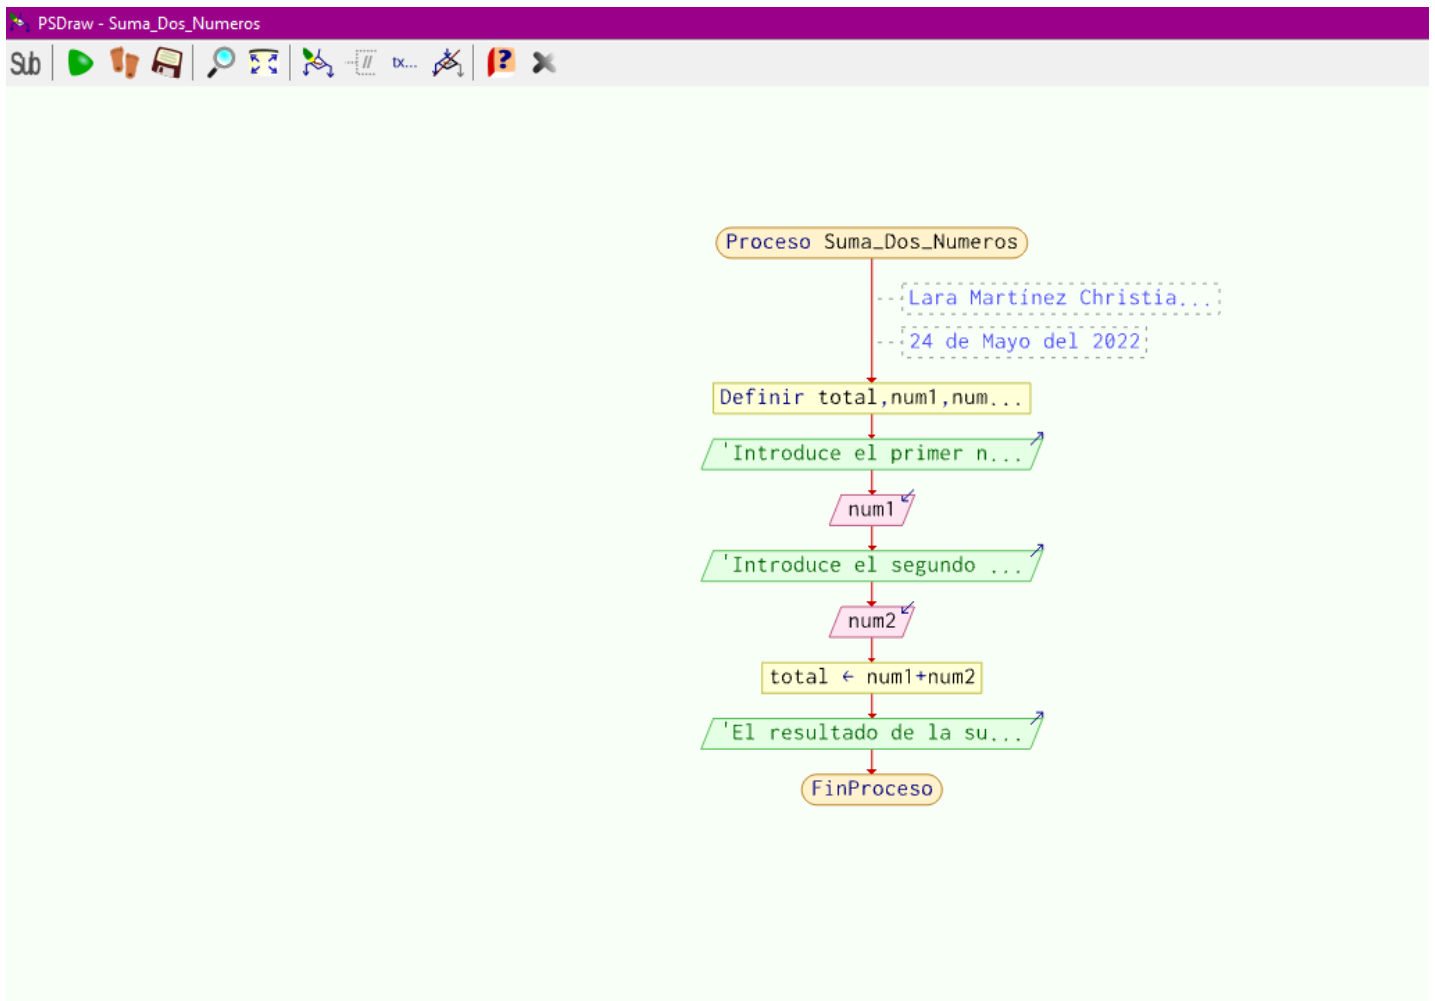 PSDraw - Suma_Dos_Numeros
Sub
//
tx...
?
Proceso Suma_Dos_Numeros
Lara Martínez Christia...
24 de Mayo del 2022
Definir total,num1,num...
'Introduce el primer n...
num1
'Introduce el segundo ...
num2
total ← num1+num2
'El resultado de la su...
FinProceso